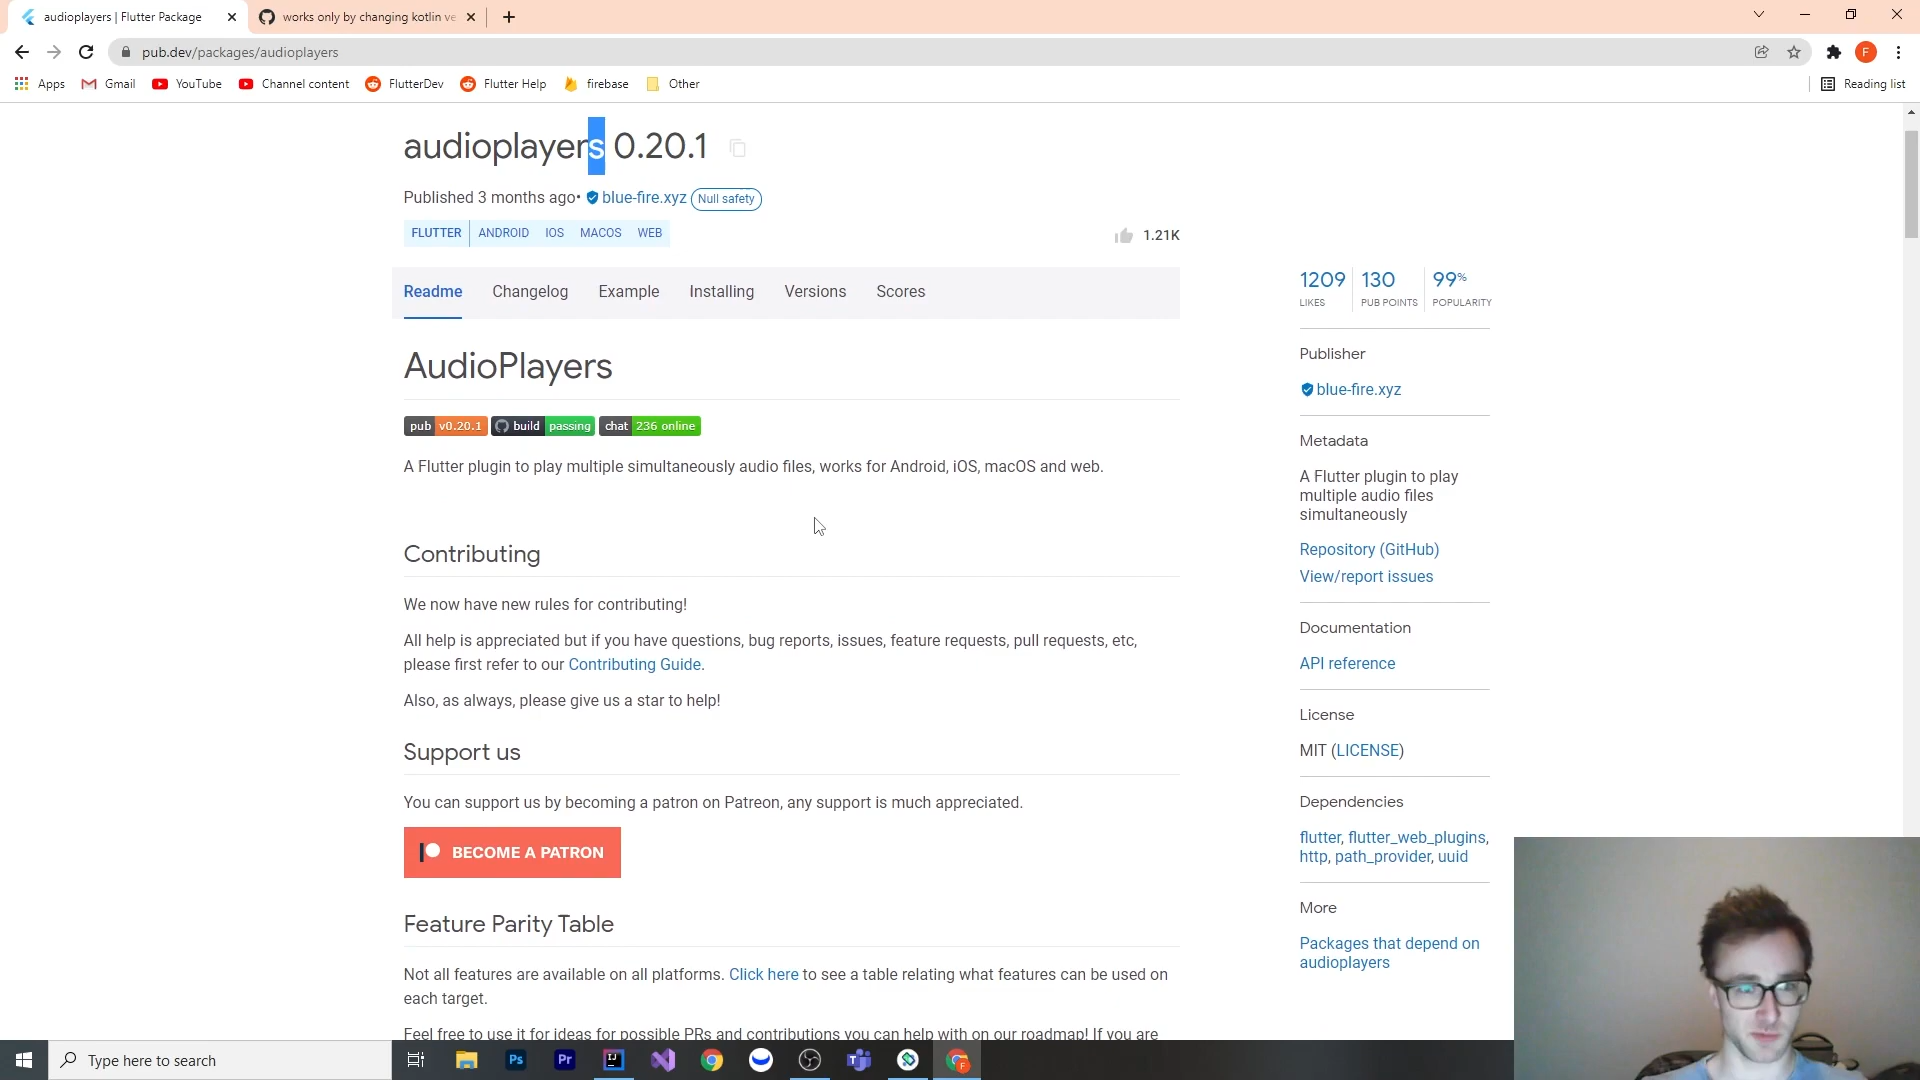 audioplayers | Flutter Package
works only by changing kotlin ve
pub.dev/packages/audioplayers
F
Apps
Gmail
YouTube
Channel content
FlutterDev
Flutter Help
firebase
Other
Reading list
audioplayers 0.20.1
Published 3 months ago• blue-fire.xyz Null safety
FLUTTER ANDROID IOS MACOS WEB
1.21K
Readme Changelog Example Installing Versions Scores
AudioPlayers
pub v0.20.1 build passing chat 236 online
A Flutter plugin to play multiple simultaneously audio files, works for Android, iOS, macOS and web.
Contributing
We now have new rules for contributing!
All help is appreciated but if you have questions, bug reports, issues, feature requests, pull requests, etc,
please first refer to our Contributing Guide.
Also, as always, please give us a star to help!
Support us
You can support us by becoming a patron on Patreon, any support is much appreciated.
BECOME A PATRON
Feature Parity Table
Not all features are available on all platforms. Click here to see a table relating what features can be used on
each target.
Feel free to use it for ideas for possible PRs and contributions you can help with on our roadmap! If you are
1209 130 99%
LIKES PUB POINTS POPULARITY
Publisher
blue-fire.xyz
Metadata
A Flutter plugin to play
multiple audio files
simultaneously
Repository (GitHub)
View/report issues
Documentation
API reference
License
MIT (LICENSE)
Dependencies
flutter, flutter_web_plugins,
http, path_provider, uuid
More
Packages that depend on
audioplayers
Type here to search
Ps
Pr
IJ